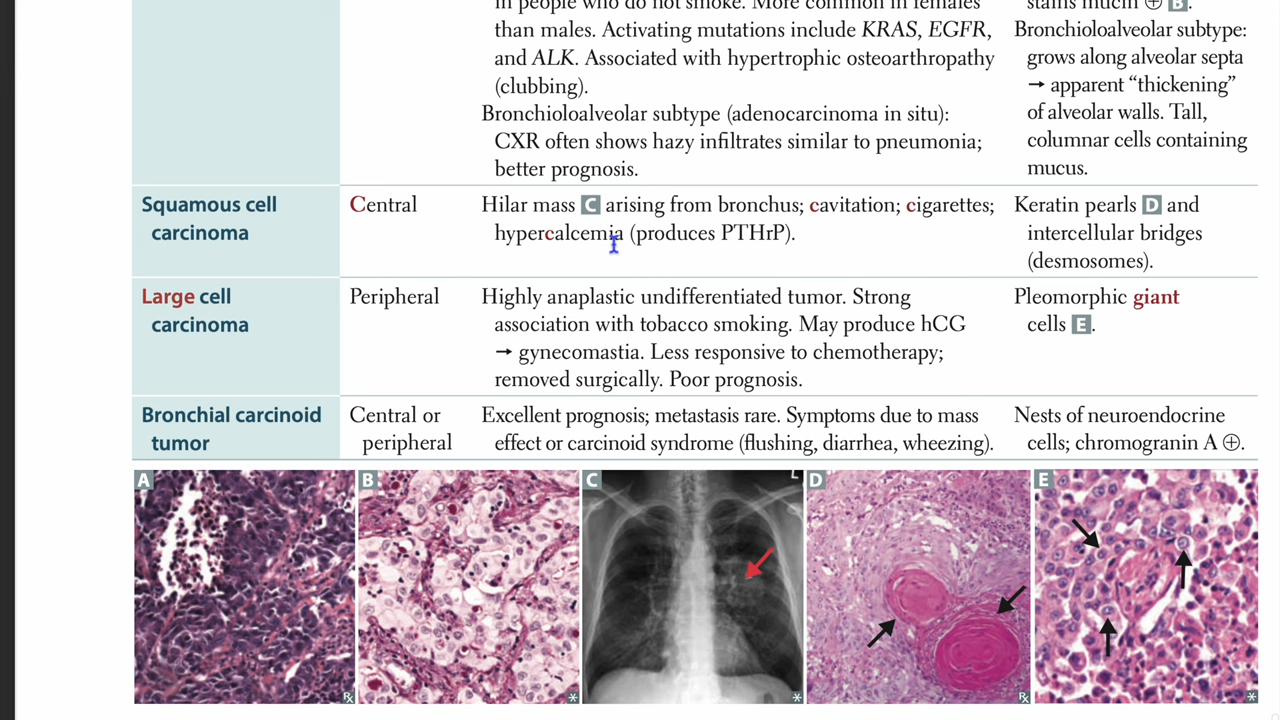 in people who do not smoke. More common in females
than males. Activating mutations include KRAS, EGFR,
and ALK. Associated with hypertrophic osteoarthropathy
(clubbing).
Bronchioloalveolar subtype (adenocarcinoma in situ):
CXR often shows hazy infiltrates similar to pneumonia;
better prognosis.
stains mucin ⊕ B.
Bronchioloalveolar subtype:
grows along alveolar septa
→ apparent “thickening”
of alveolar walls. Tall,
columnar cells containing
mucus.
Squamous cell
carcinoma
Central
Hilar mass C arising from bronchus; cavitation; cigarettes;
hypercalcemia (produces PTHrP).
Keratin pearls D and
intercellular bridges
(desmosomes).
Large cell
carcinoma
Peripheral
Highly anaplastic undifferentiated tumor. Strong
association with tobacco smoking. May produce hCG
→ gynecomastia. Less responsive to chemotherapy;
removed surgically. Poor prognosis.
Pleomorphic giant
cells E.
Bronchial carcinoid
tumor
Central or
peripheral
Excellent prognosis; metastasis rare. Symptoms due to mass
effect or carcinoid syndrome (flushing, diarrhea, wheezing).
Nests of neuroendocrine
cells; chromogranin A ⊕.
A
B
C
L
D
E
℞
*
*
℞
*